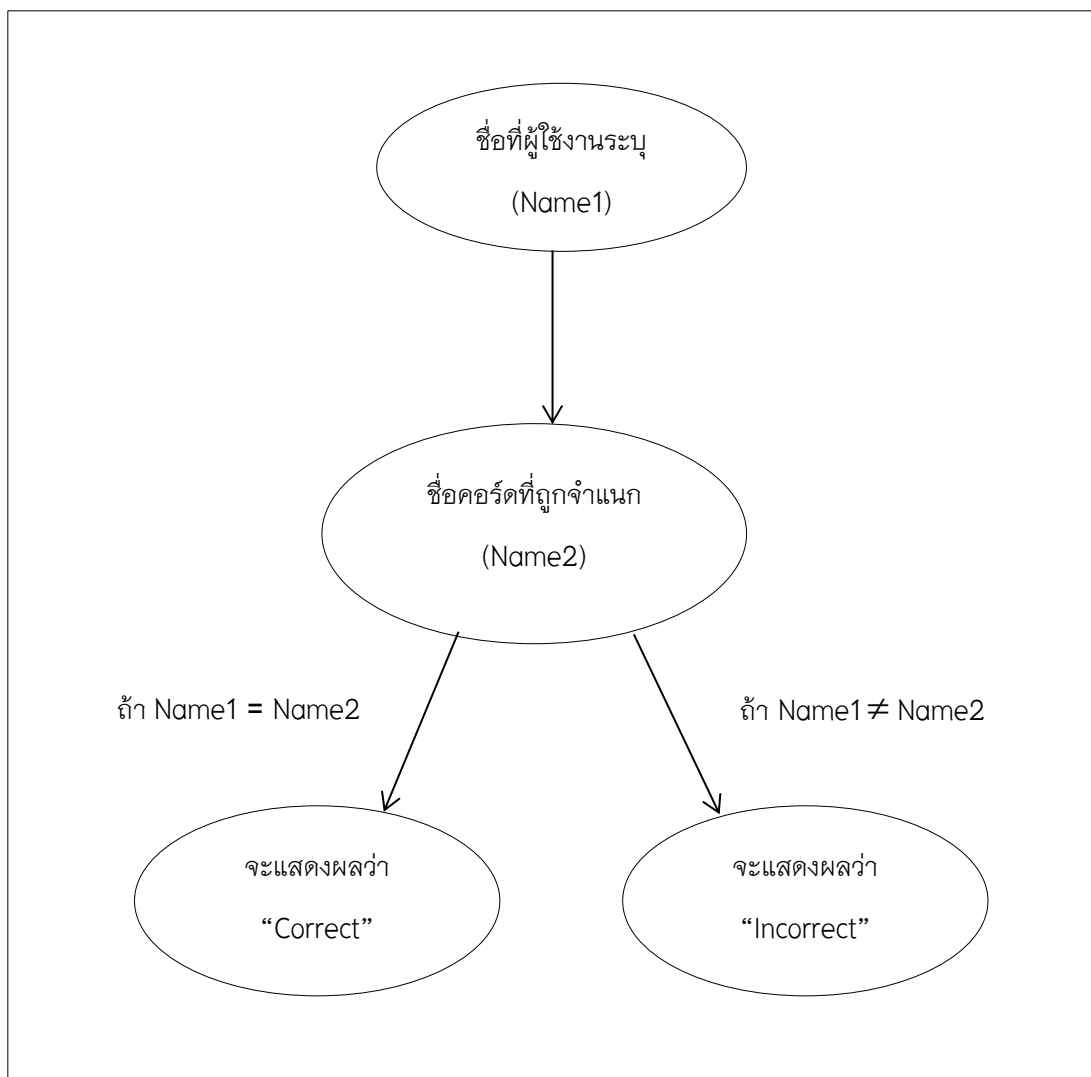 ชื่อที่ผู้ใช้งานระบุ
(Name1)
ชื่อคอร์ดที่ถูกจำแนก
(Name2)
ถ้า Name1 = Name2
ถ้า Name1 ≠ Name2
จะแสดงผลว่า
“Correct”
จะแสดงผลว่า
“Incorrect”